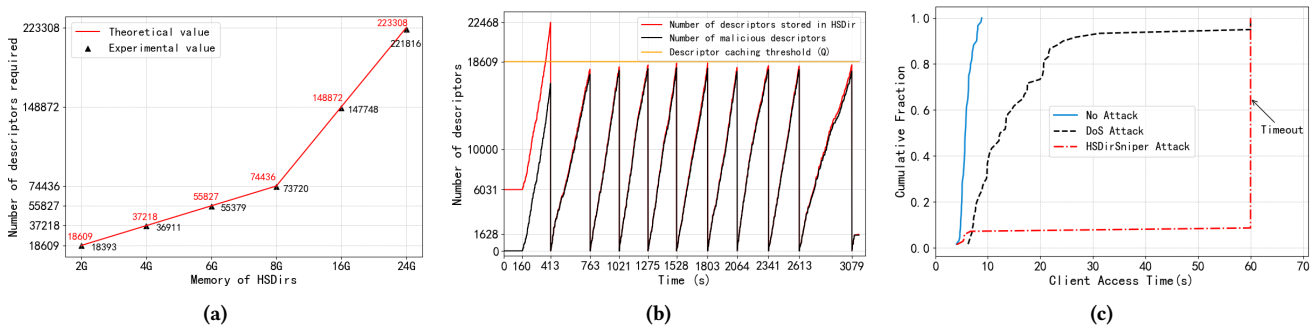 Number of descriptors required
223308
148872
74436
55827
37218
18609
Theoretical value
Experimental value
223308
221816
148872
147748
74436
73720
55827
55379
37218
36911
18609
18393
2G 4G 6G 8G 16G 24G
Memory of HSDirs
(a)
Number of descriptors
22468
18609
10000
6031
1628
0
Number of descriptors stored in HSDir
Number of malicious descriptors
Descriptor caching threshold (Q)
0 160 413 763 1021 1275 1528 1803 2064 2341 2613 3079
Time (s)
(b)
Cumulative Fraction
1.0
0.8
0.6
0.4
0.2
0.0
No Attack
DoS Attack
HSDirSniper Attack
Timeout
0 10 20 30 40 50 60 70
Client Access Time(s)
(c)